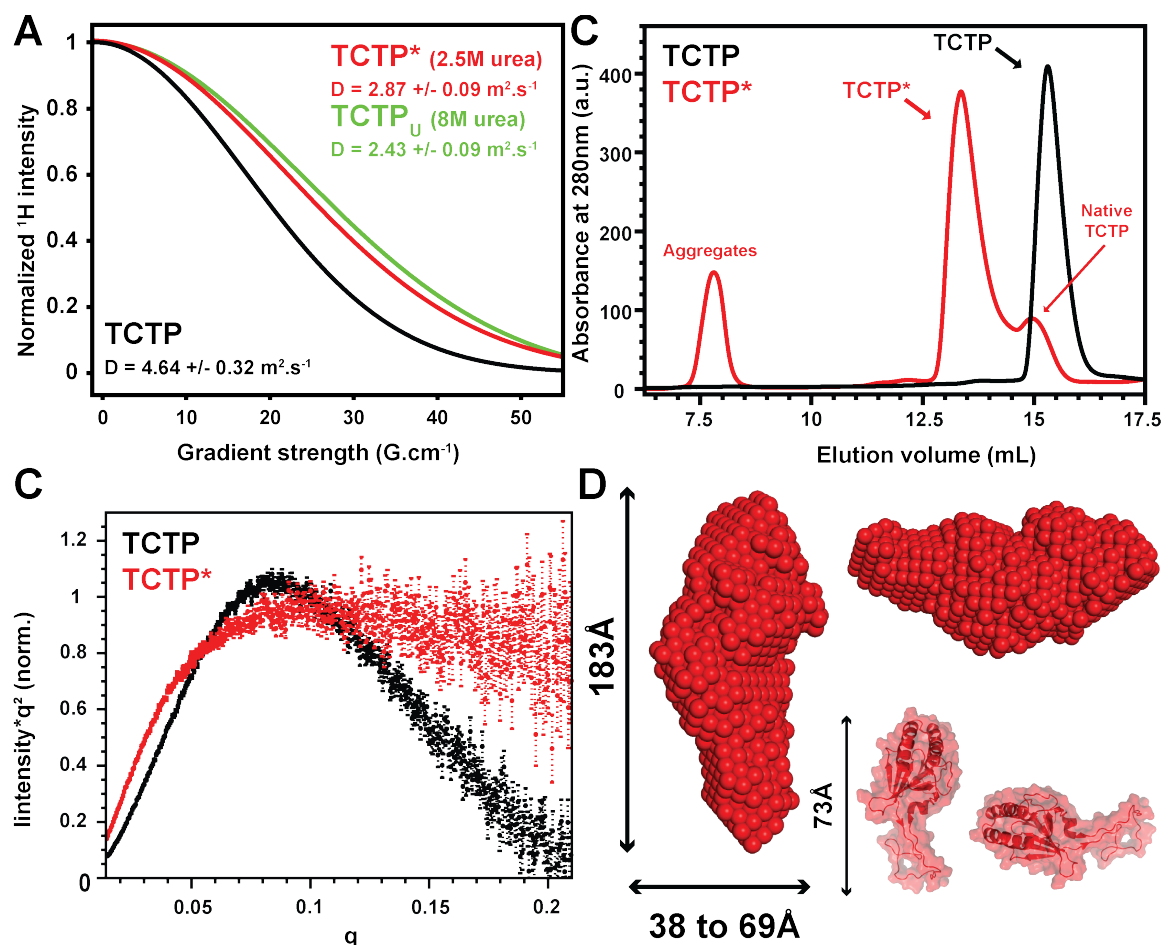 A
TCTP* (2.5M urea)
D = 2.87 +/- 0.09 m².s⁻¹
TCTP_U (8M urea)
D = 2.43 +/- 0.09 m².s⁻¹
TCTP
D = 4.64 +/- 0.32 m².s⁻¹
Normalized ¹H intensity
1
0.8
0.6
0.4
0.2
0
0
10
20
30
40
50
Gradient strength (G.cm⁻¹)
C
TCTP
TCTP*
TCTP
TCTP*
Native
TCTP
Aggregates
Absorbance at 280nm (a.u.)
400
300
200
100
0
7.5
10
12.5
15
17.5
Elution volume (mL)
C
TCTP
TCTP*
Iintensity*q² (norm.)
1.2
1
0.8
0.6
0.4
0.2
0
0.05
0.1
0.15
0.2
q
D
183Å
38 to 69Å
73Å